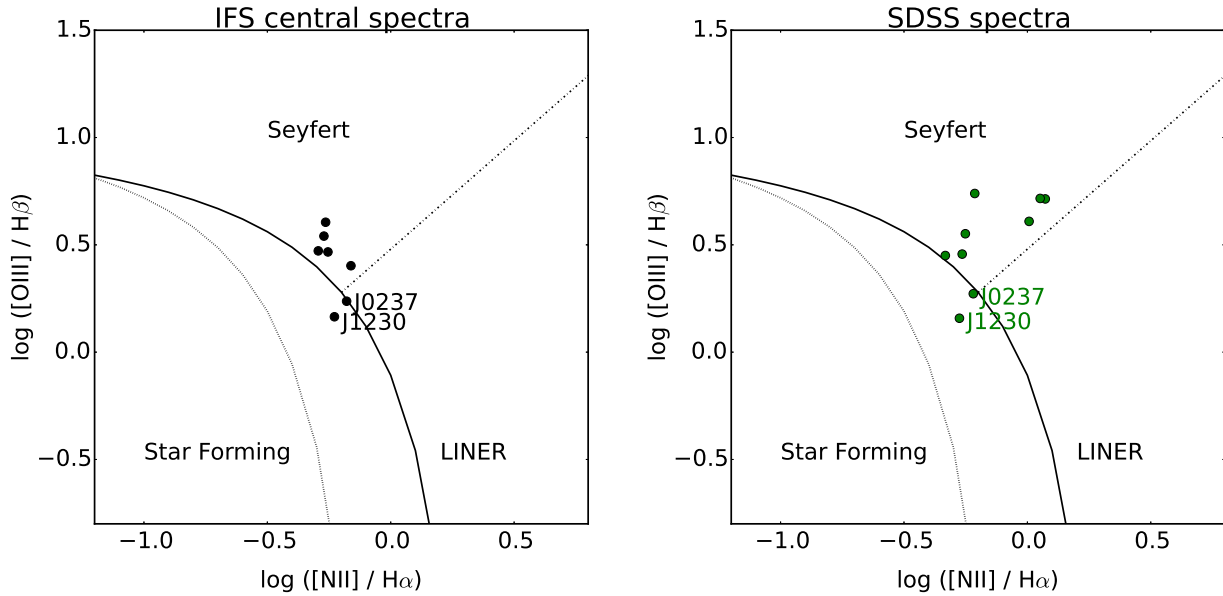 IFS central spectra
1.5
1.0
0.5
0.0
−0.5
log ([OIII] / Hβ)
Seyfert
J0237
J1230
Star Forming
LINER
−1.0
−0.5
0.0
0.5
log ([NII] / Hα)
SDSS spectra
1.5
1.0
0.5
0.0
−0.5
log ([OIII] / Hβ)
Seyfert
J0237
J1230
Star Forming
LINER
−1.0
−0.5
0.0
0.5
log ([NII] / Hα)